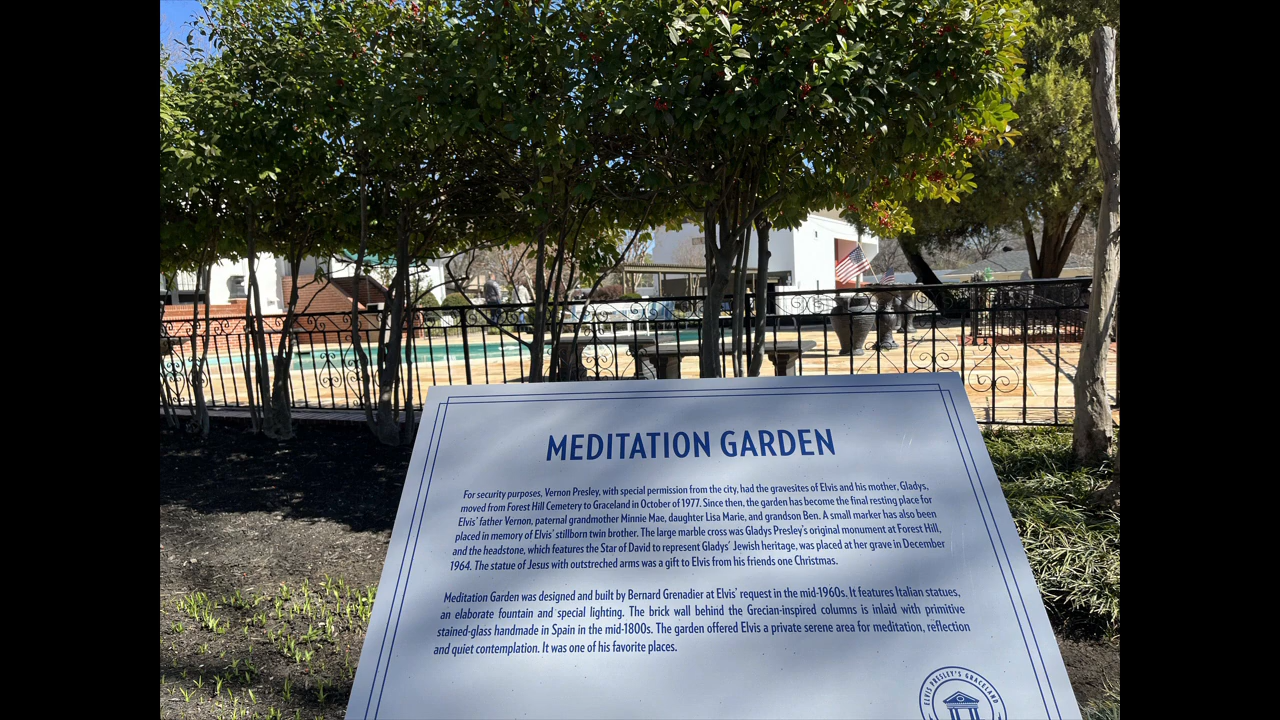 MEDITATION GARDEN
For security purposes, Vernon Presley, with special permission from the city, had the gravesites of Elvis and his mother, Gladys,
moved from Forest Hill Cemetery to Graceland in October of 1977. Since then, the garden has become the final resting place for
Elvis' father Vernon, paternal grandmother Minnie Mae, daughter Lisa Marie, and grandson Ben. A small marker has also been
placed in memory of Elvis' stillborn twin brother. The large marble cross was Gladys Presley's original monument at Forest Hill,
and the headstone, which features the Star of David to represent Gladys' Jewish heritage, was placed at her grave in December
1964. The statue of Jesus with outstreched arms was a gift to Elvis from his friends one Christmas.
Meditation Garden was designed and built by Bernard Grenadier at Elvis' request in the mid-1960s. It features Italian statues,
an elaborate fountain and special lighting. The brick wall behind the Grecian-inspired columns is inlaid with primitive
stained-glass handmade in Spain in the mid-1800s. The garden offered Elvis a private serene area for meditation, reflection
and quiet contemplation. It was one of his favorite places.
ELVIS PRESLEY'S GRACELAND